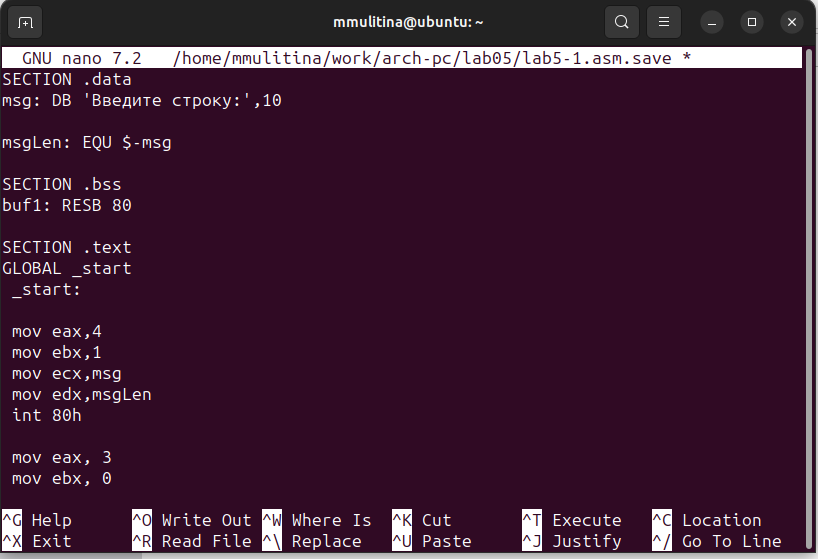 mmulitina@ubuntu: ~
GNU nano 7.2 /home/mmulitina/work/arch-pc/lab05/lab5-1.asm.save *
SECTION .data
msg: DB 'Введите строку:',10
msgLen: EQU $-msg
SECTION .bss
buf1: RESB 80
SECTION .text
GLOBAL _start
_start:
mov eax,4
mov ebx,1
mov ecx,msg
mov edx,msgLen
int 80h
mov eax, 3
mov ebx, 0
^G Help ^O Write Out ^W Where Is ^K Cut ^T Execute ^C Location
^X Exit ^R Read File ^\ Replace ^U Paste ^J Justify ^/ Go To Line